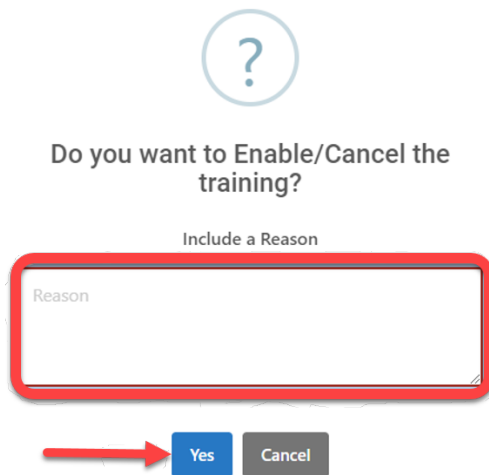 ?
Do you want to Enable/Cancel the
training?
Include a Reason
Reason
Yes Cancel